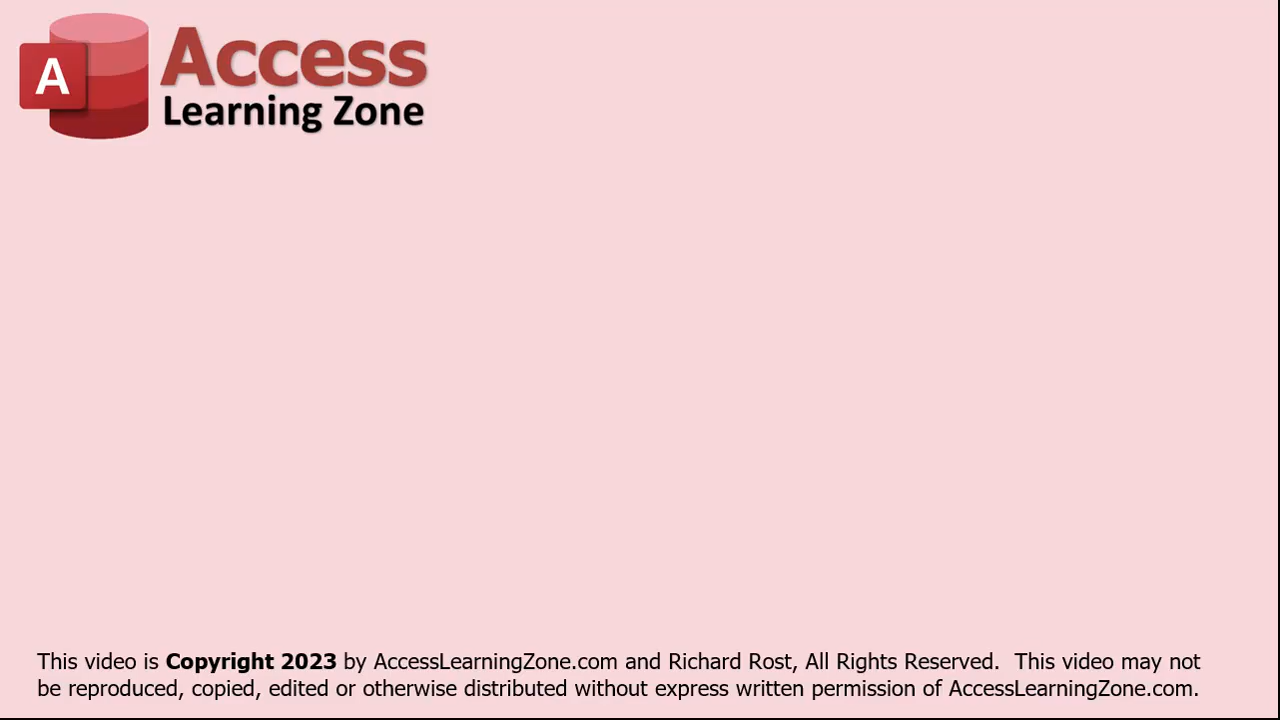 A
Access
Learning Zone
This video is Copyright 2023 by AccessLearningZone.com and Richard Rost, All Rights Reserved.  This video may not
be reproduced, copied, edited or otherwise distributed without express written permission of AccessLearningZone.com.